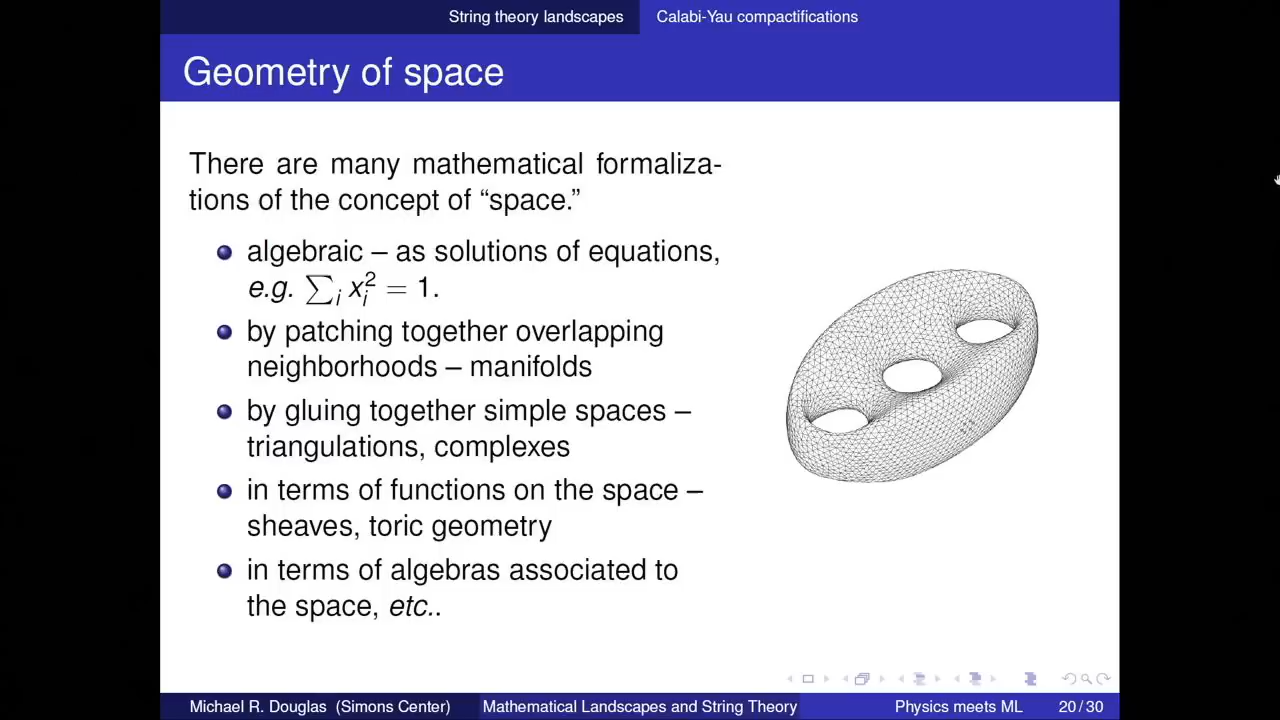 String theory landscapes Calabi-Yau compactifications
Geometry of space
There are many mathematical formaliza-
tions of the concept of “space.”
algebraic – as solutions of equations,
e.g. ∑_i x_i^2 = 1.
by patching together overlapping
neighborhoods – manifolds
by gluing together simple spaces –
triangulations, complexes
in terms of functions on the space –
sheaves, toric geometry
in terms of algebras associated to
the space, etc..
Michael R. Douglas (Simons Center) Mathematical Landscapes and String Theory Physics meets ML 20 / 30